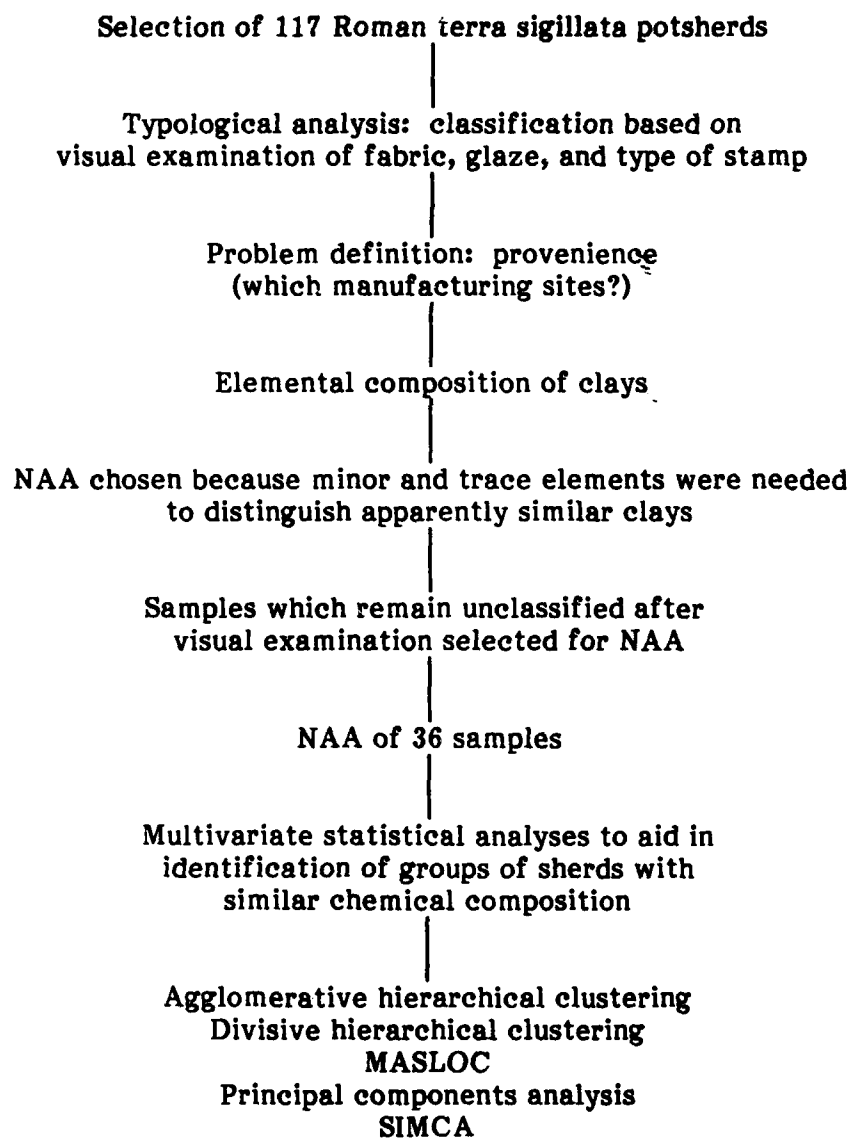 Selection of 117 Roman terra sigillata potsherds
Typological analysis: classification based on
visual examination of fabric, glaze, and type of stamp
Problem definition: provenience
(which manufacturing sites?)
Elemental composition of clays
NAA chosen because minor and trace elements were needed
to distinguish apparently similar clays
Samples which remain unclassified after
visual examination selected for NAA
NAA of 36 samples
Multivariate statistical analyses to aid in
identification of groups of sherds with
similar chemical composition
Agglomerative hierarchical clustering
Divisive hierarchical clustering
MASLOC
Principal components analysis
SIMCA